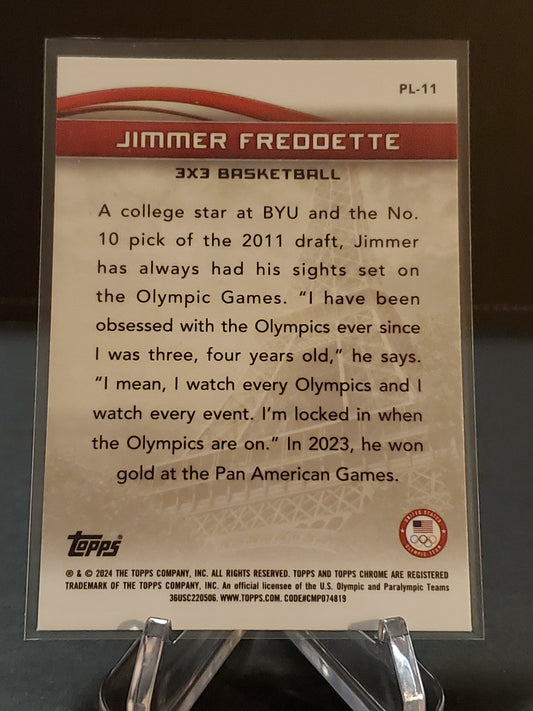 PL-11
JIMMER FREDDETTE
3X3 BASKETBALL
A college star at BYU and the No.
10 pick of the 2011 draft, Jimmer
has always had his sights set on
the Olympic Games. “I have been
obsessed with the Olympics ever since
I was three, four years old,” he says.
“I mean, I watch every Olympics and I
watch every event. I’m locked in when
the Olympics are on.” In 2023, he won
gold at the Pan American Games.
topps
UNITED STATES
OLYMPIC TEAM
® & © 2024 THE TOPPS COMPANY, INC. ALL RIGHTS RESERVED. TOPPS AND TOPPS CHROME ARE REGISTERED
TRADEMARK OF THE TOPPS COMPANY, INC. An official licensee of the U.S. Olympic and Paralympic Teams
36USC220506. WWW.TOPPS.COM. CODE#CMP074819